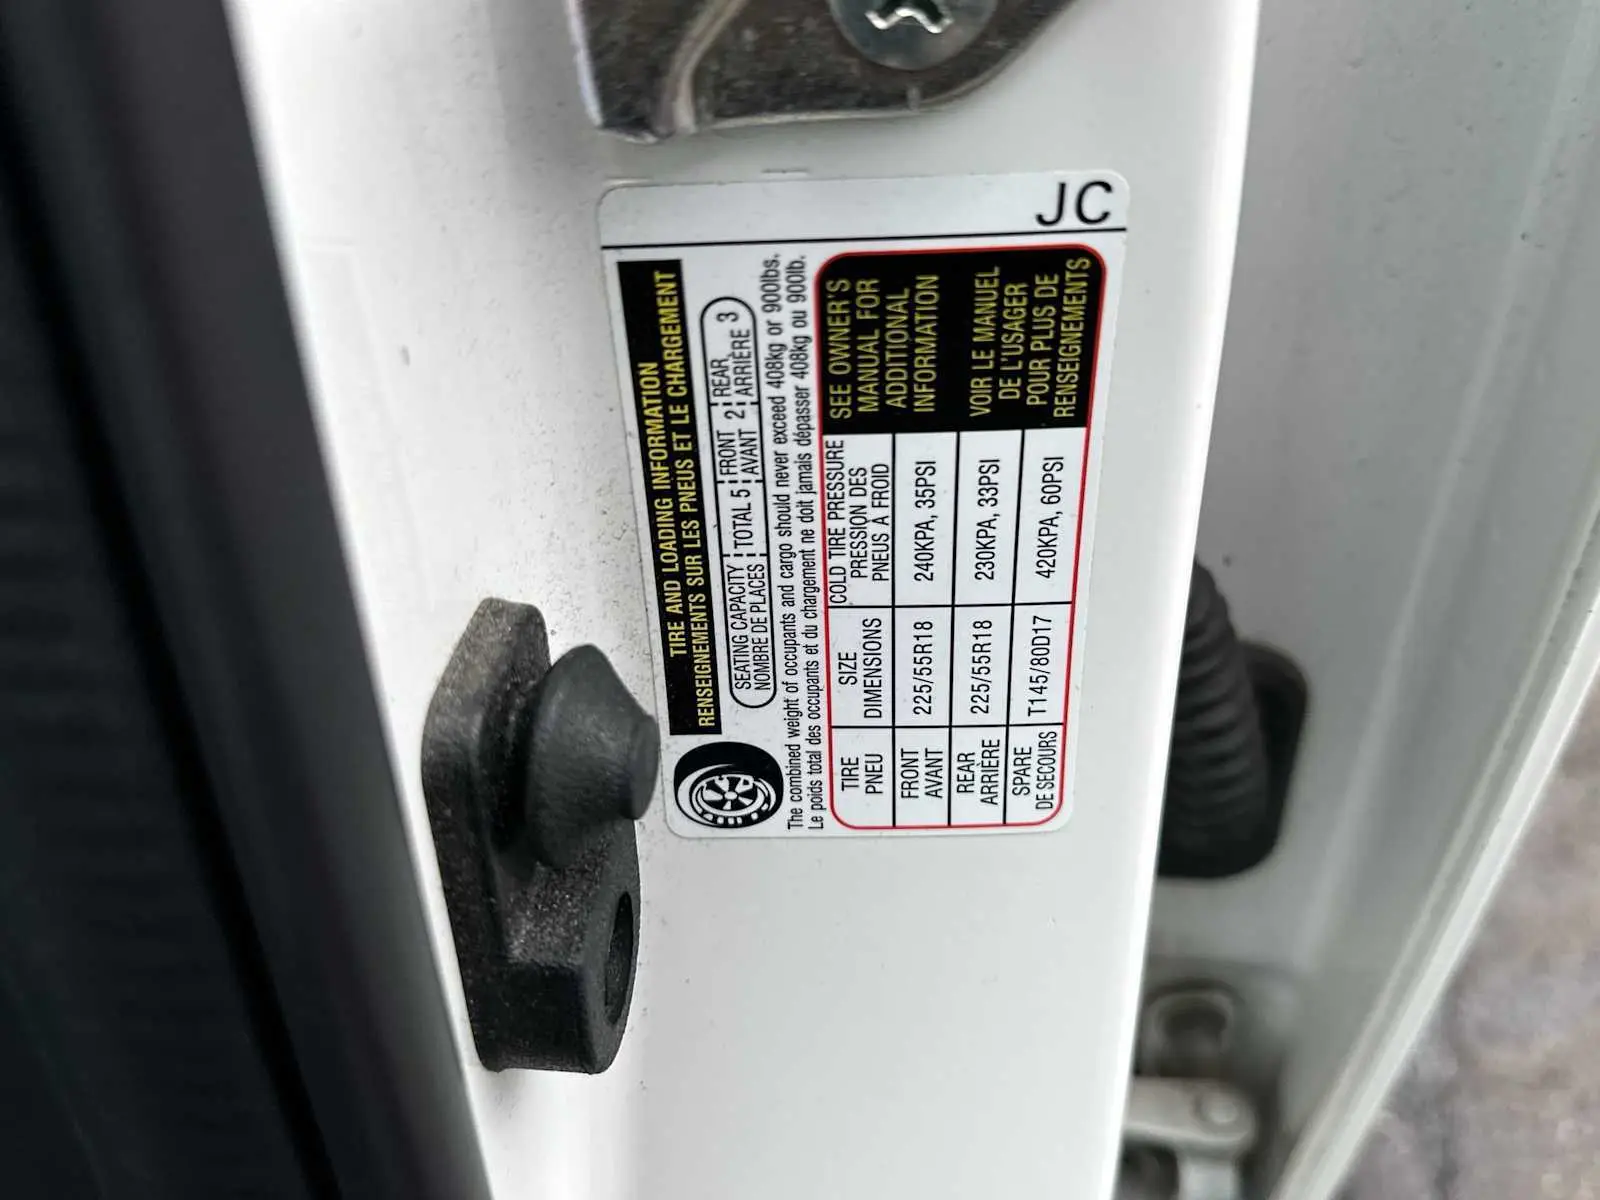 JC
TIRE AND LOADING INFORMATION
RENSEIGNEMENTS SUR LES PNEUS ET LE CHARGEMENT
SEATING CAPACITY TOTAL 5 FRONT 2 REAR 3
NOMBRE DE PLACES AVANT ARRIÈRE
The combined weight of occupants and cargo should never exceed 408kg or 900lbs.
Le poids total des occupants et du chargement ne doit jamais dépasser 408kg ou 900lb.
TIRE SIZE COLD TIRE PRESSURE
PNEU DIMENSIONS PRESSION DES
PNEUS À FROID
FRONT 225/55R18 240KPA, 35PSI
AVANT
REAR 225/55R18 230KPA, 33PSI
ARRIÈRE
SPARE T145/80D17 420KPA, 60PSI
DE SECOURS
SEE OWNER'S
MANUAL FOR
ADDITIONAL
INFORMATION
VOIR LE MANUEL
DE L'USAGER
POUR PLUS DE
RENSEIGNEMENTS